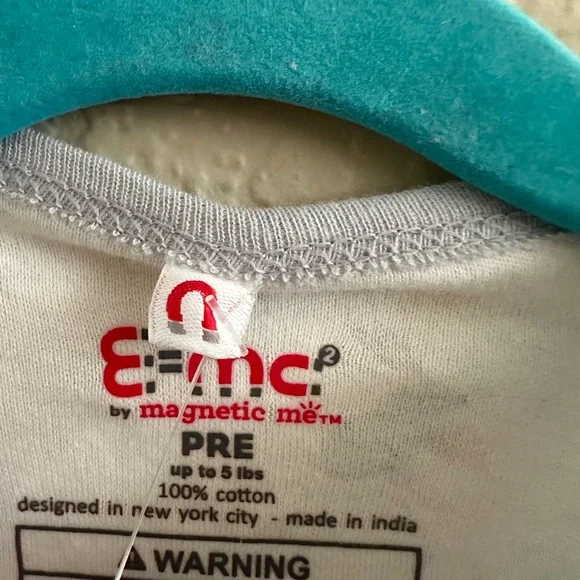 E=mc²
by magnetic me™
PRE
up to 5 lbs
100% cotton
designed in new york city - made in india
⚠ WARNING